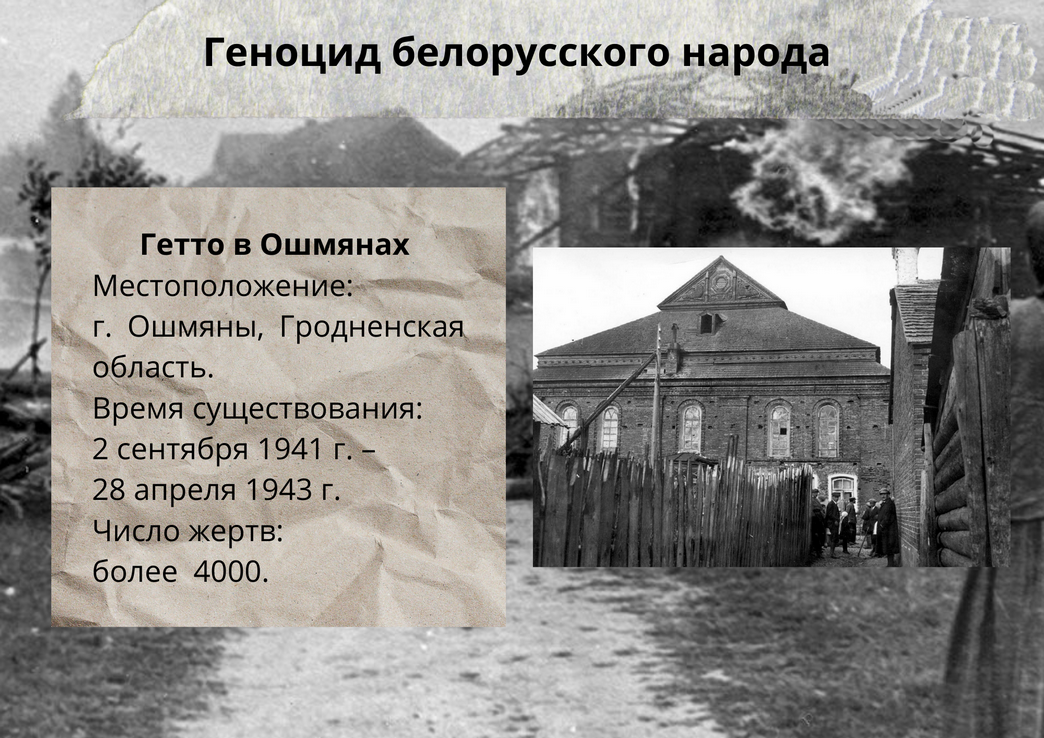 Геноцид белорусского народа
Гетто в Ошмянах
Местоположение:
г. Ошмяны, Гродненская
область.
Время существования:
2 сентября 1941 г. –
28 апреля 1943 г.
Число жертв:
более 4000.